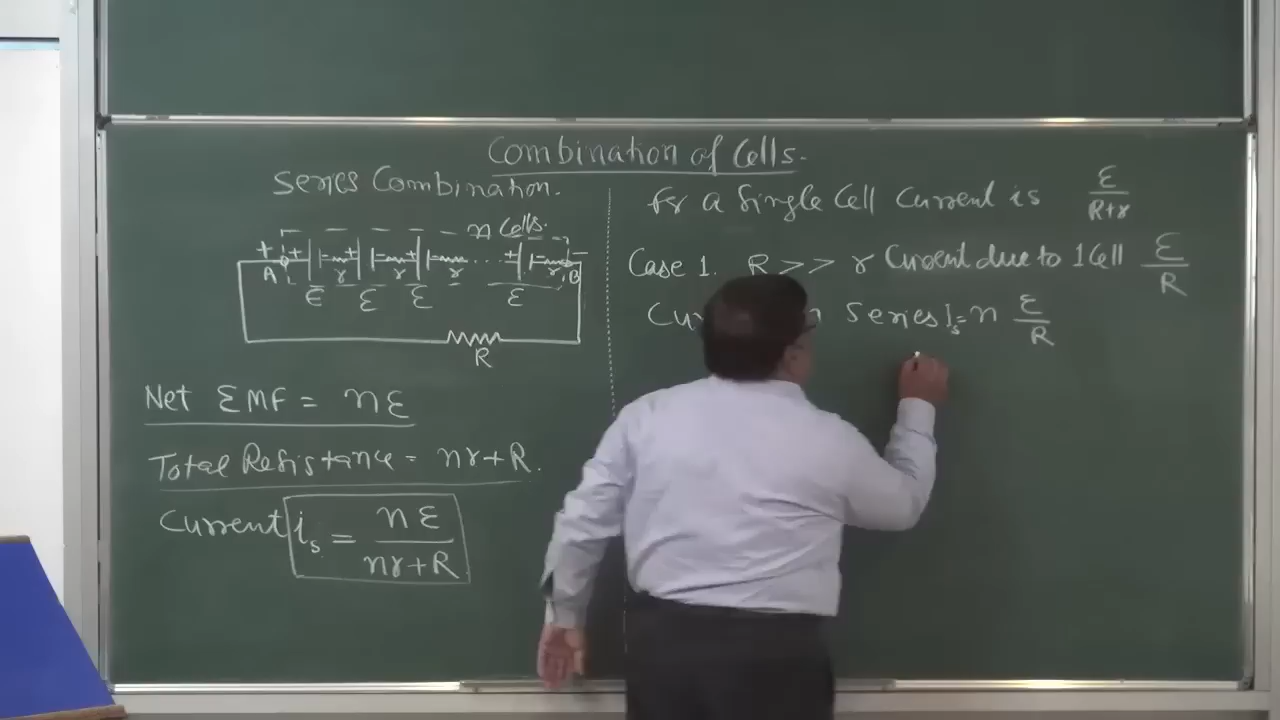 Combination of Cells.
Series Combination.
n Cells.
+ + + + + −
A r r r ..... r B
ε ε ε ε
R
Net EMF = nε
Total Resistance = nr+R.
Current i_s = nε / nr+R
for a Single Cell Current is ε / R+r
Case 1. R >> r Current due to 1 Cell ε / R
Series I_s = n ε / R